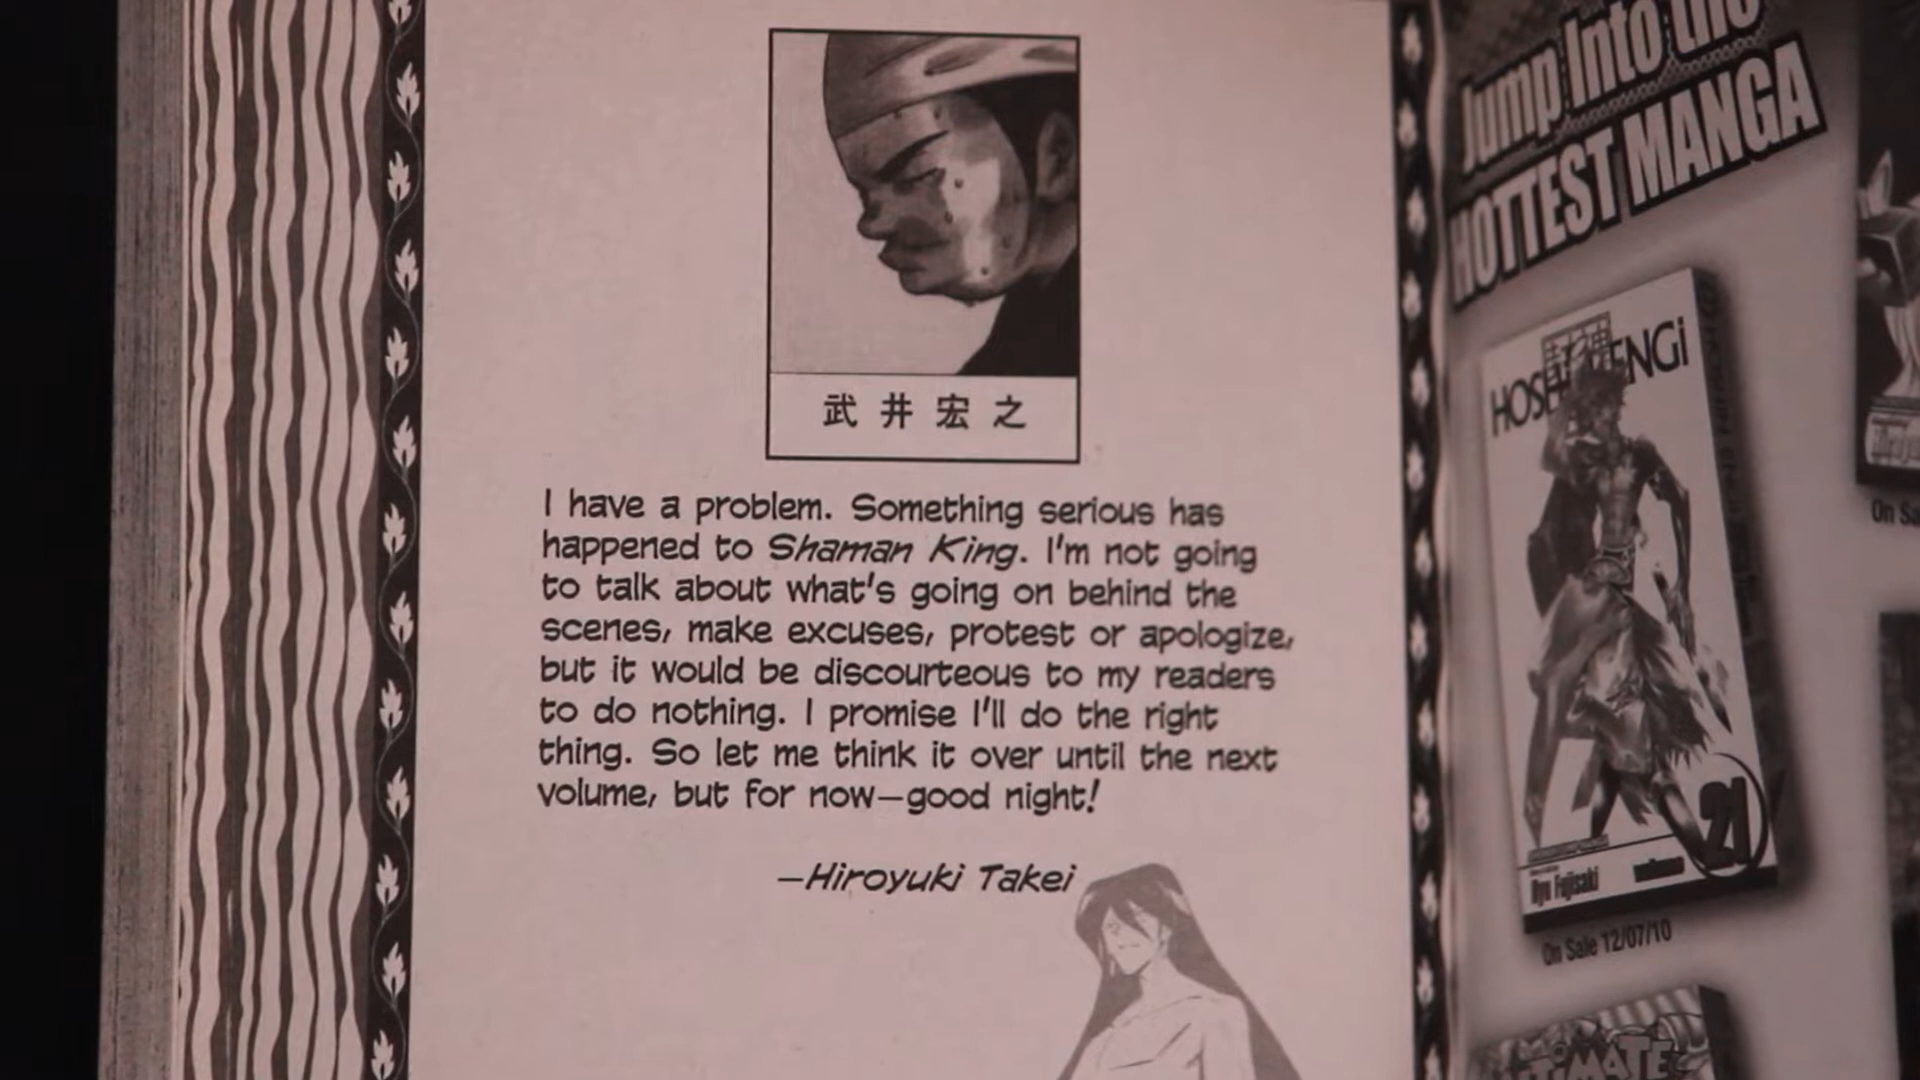 武井宏之
I have a problem. Something serious has
happened to Shaman King. I'm not going
to talk about what's going on behind the
scenes, make excuses, protest or apologize,
but it would be discourteous to my readers
to do nothing. I promise I'll do the right
thing. So let me think it over until the next
volume, but for now—good night!
—Hiroyuki Takei
Jump Into the
HOTTEST MANGA
21
Ryu Fujisaki
On Sale 12/07/10
On